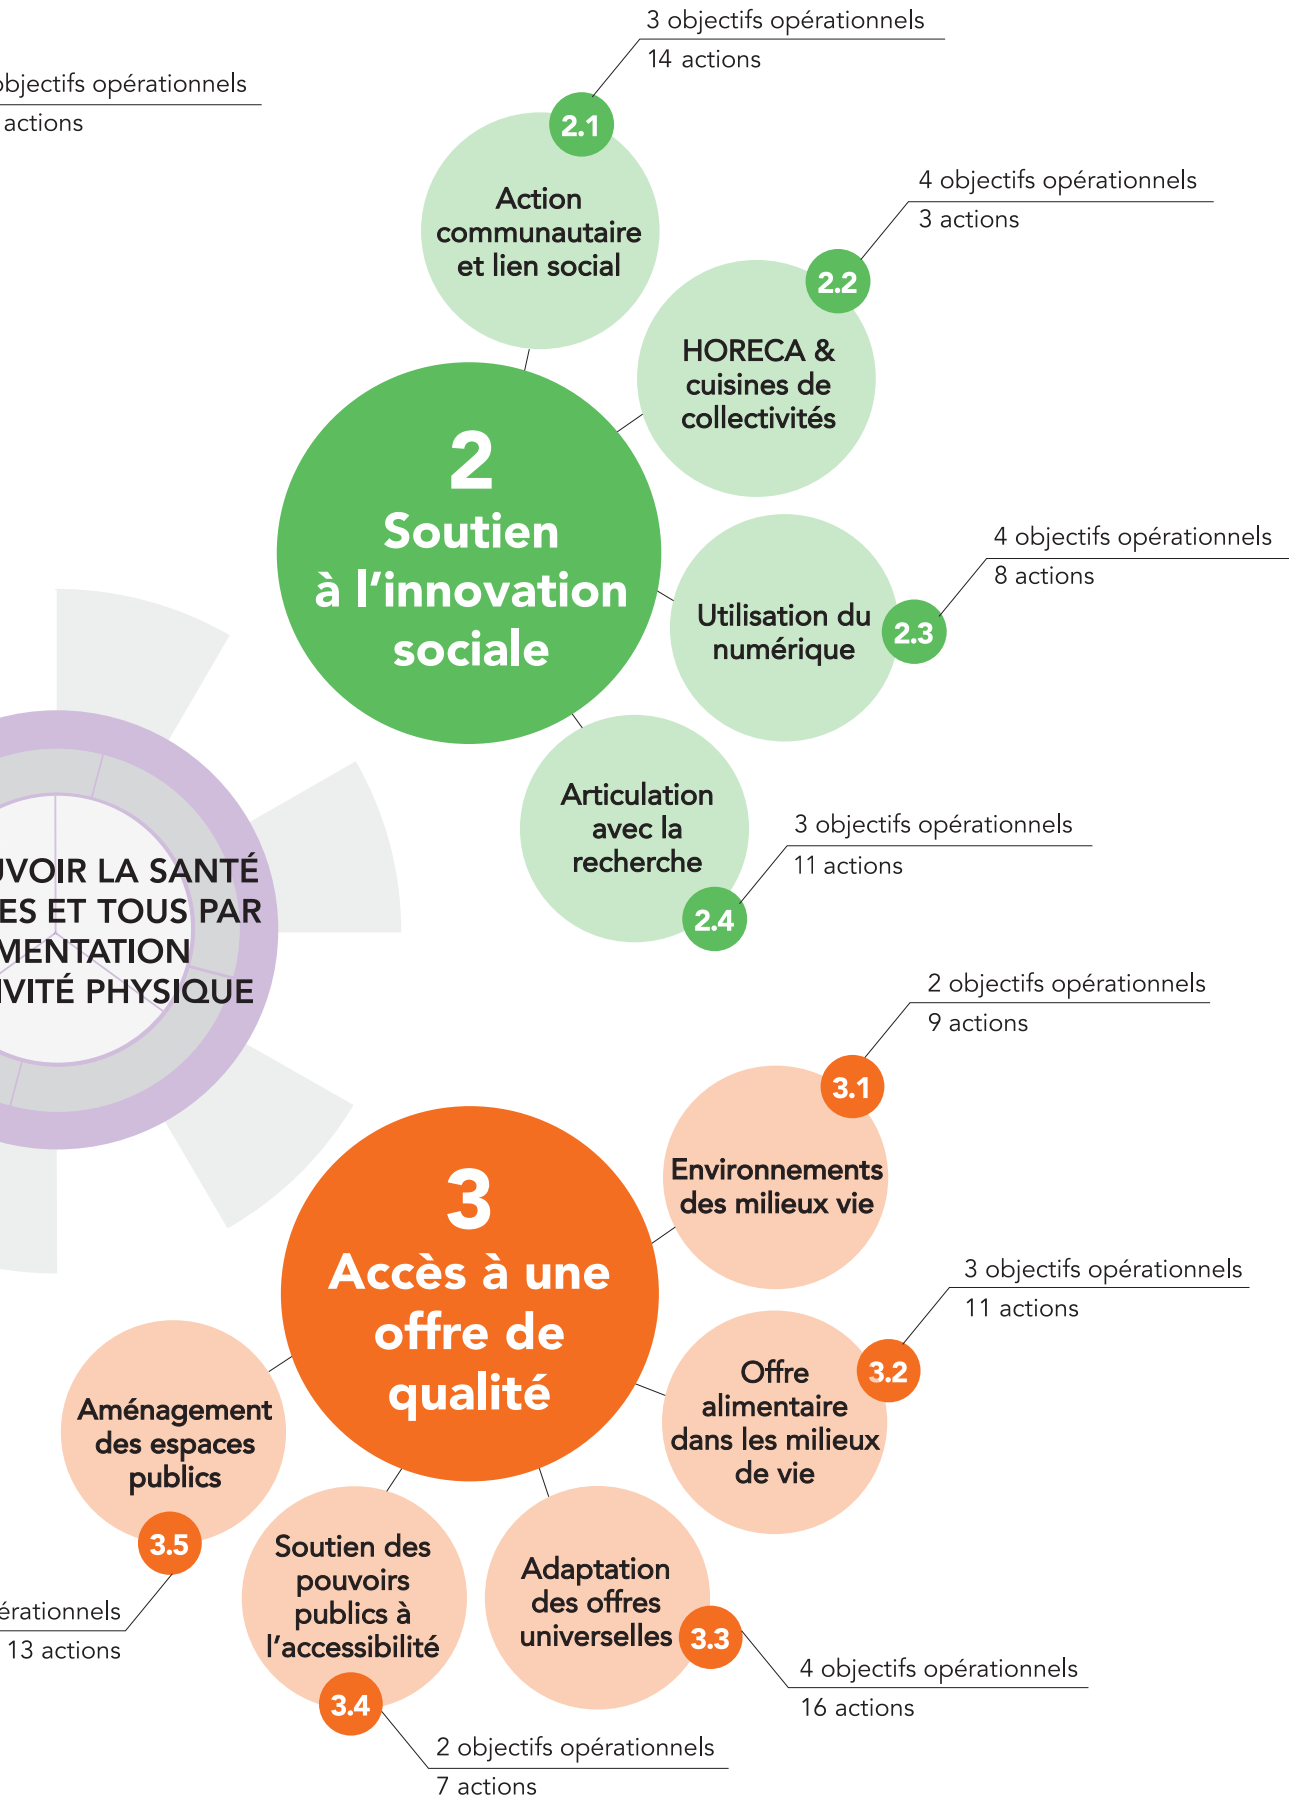 objectifs opérationnels
actions
3 objectifs opérationnels
14 actions
2.1
Action
communautaire
et lien social
4 objectifs opérationnels
3 actions
2.2
HORECA &
cuisines de
collectivités
2
Soutien
à l'innovation
sociale
4 objectifs opérationnels
8 actions
Utilisation du
numérique
2.3
Articulation
avec la
recherche
3 objectifs opérationnels
11 actions
2.4
UVOIR LA SANTÉ
ES ET TOUS PAR
MENTATION
IVITÉ PHYSIQUE
2 objectifs opérationnels
9 actions
3.1
Environnements
des milieux vie
3
Accès à une
offre de
qualité
3 objectifs opérationnels
11 actions
3.2
Offre
alimentaire
dans les milieux
de vie
Adaptation
des offres
universelles
3.3
4 objectifs opérationnels
16 actions
Soutien des
pouvoirs
publics à
l'accessibilité
3.4
2 objectifs opérationnels
7 actions
Aménagement
des espaces
publics
3.5
érationnels
13 actions